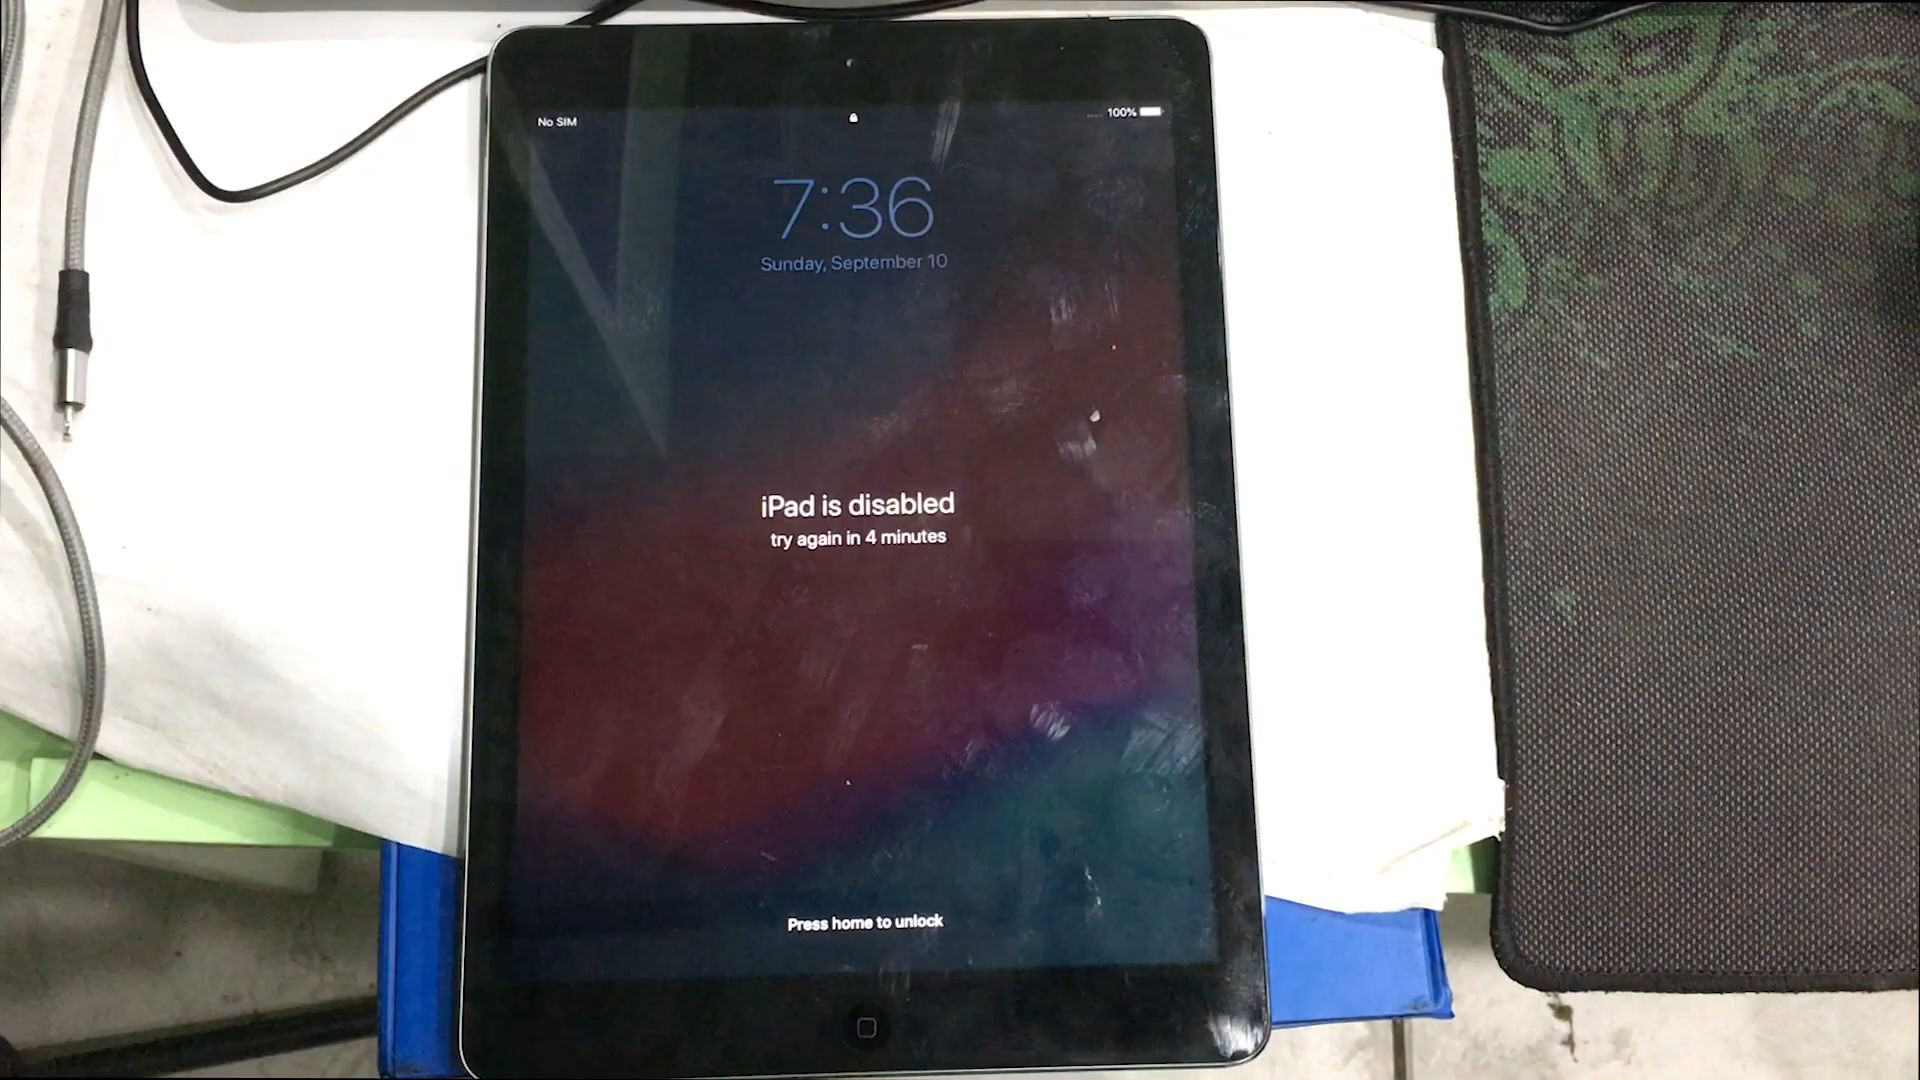 No SIM
100%
7:36
Sunday, September 10
iPad is disabled
try again in 4 minutes
Press home to unlock